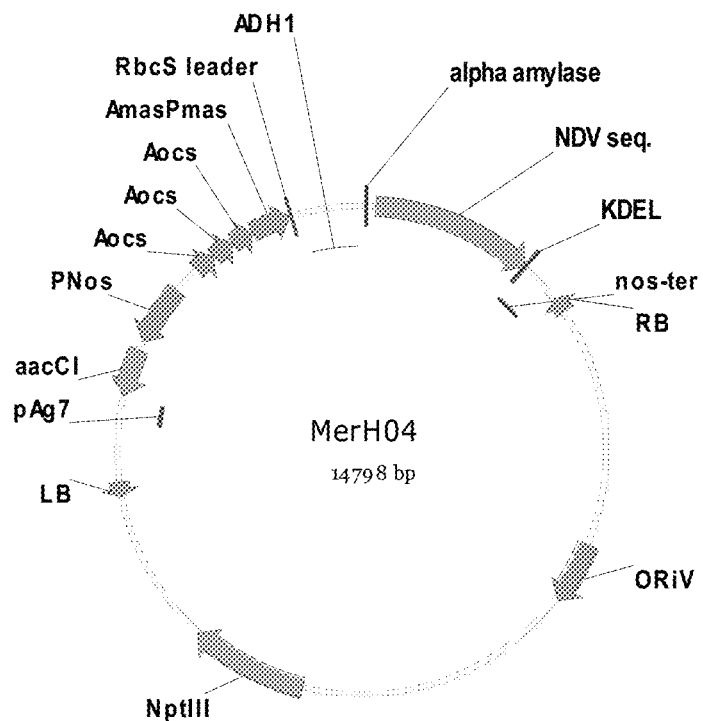 ADH1
RbcS leader
alpha amylase
AmasPmas
NDV seq.
Aocs
KDEL
Aocs
Aocs
nos-ter
PNos
RB
aacCI
pAg7
MerH04
14798 bp
LB
ORiV
NptIII